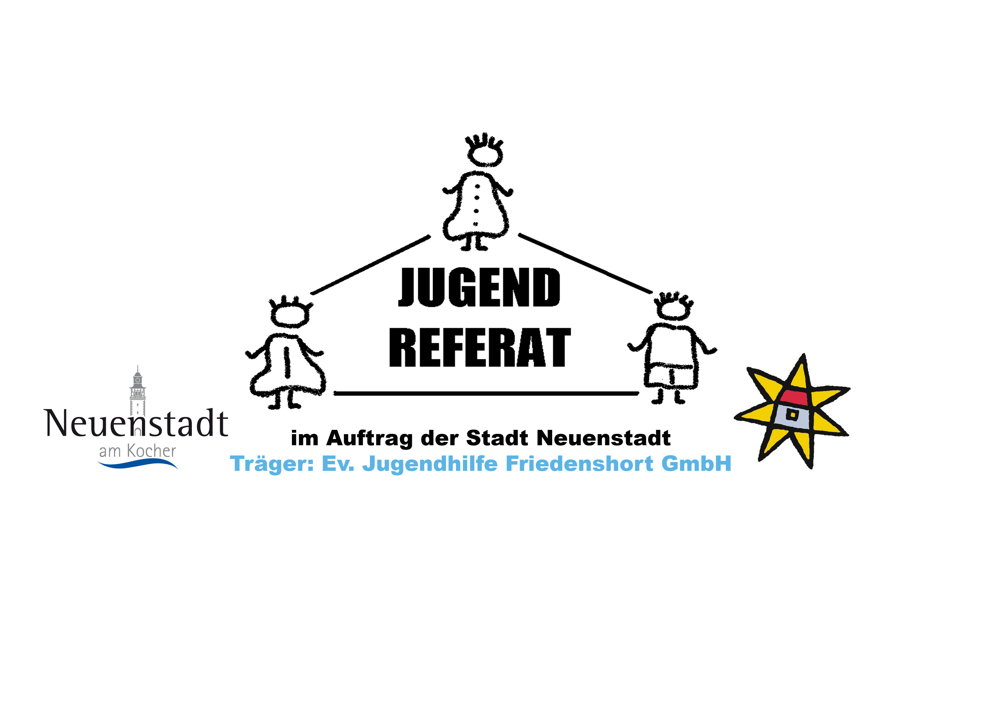 JUGEND
REFERAT
Neuenstadt
am Kocher
im Auftrag der Stadt Neuenstadt
Träger: Ev. Jugendhilfe Friedenshort GmbH